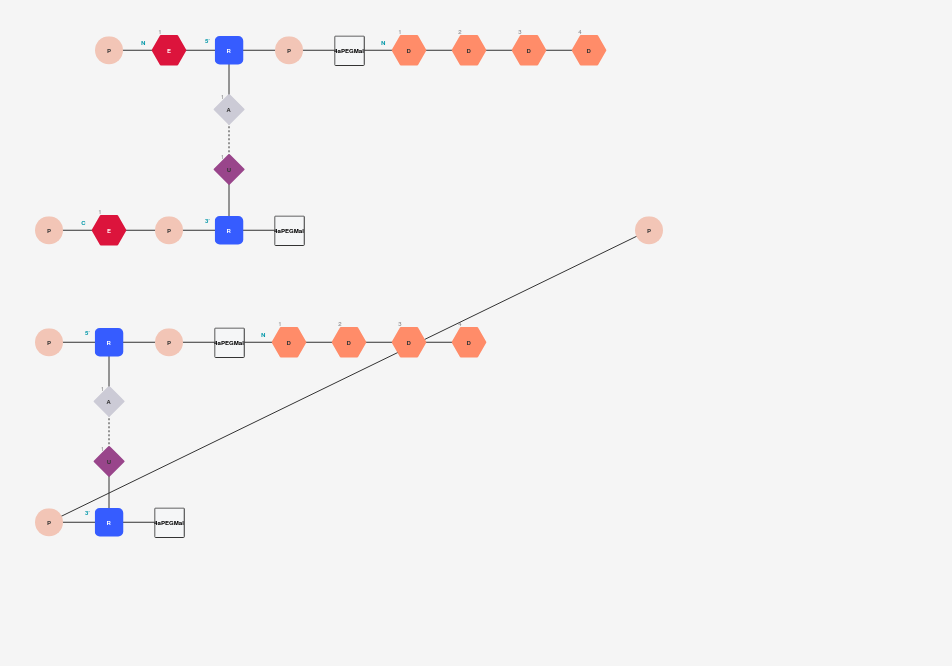 1 1 2 3 4
P N E 5' R P 4aPEGMal N D D D D
1
A
1
U
1
P C E P 3' R 4aPEGMal P
1 2 3 4
P 5' R P 4aPEGMal N D D D D
1
A
1
U
P 3' R 4aPEGMal